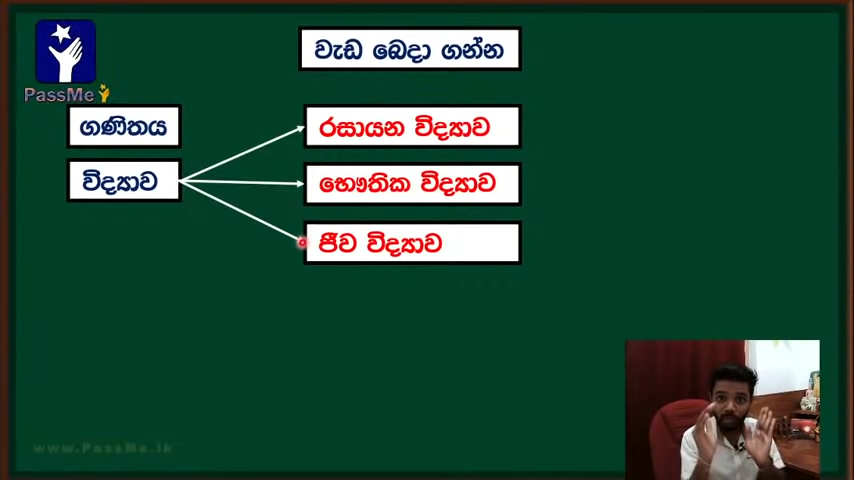 වැඩ බෙදා ගන්න
PassMe
ගණිතය
රසායන විද්‍යාව
විද්‍යාව
භෞතික විද්‍යාව
ජීව විද්‍යාව
www.PassMe.lk